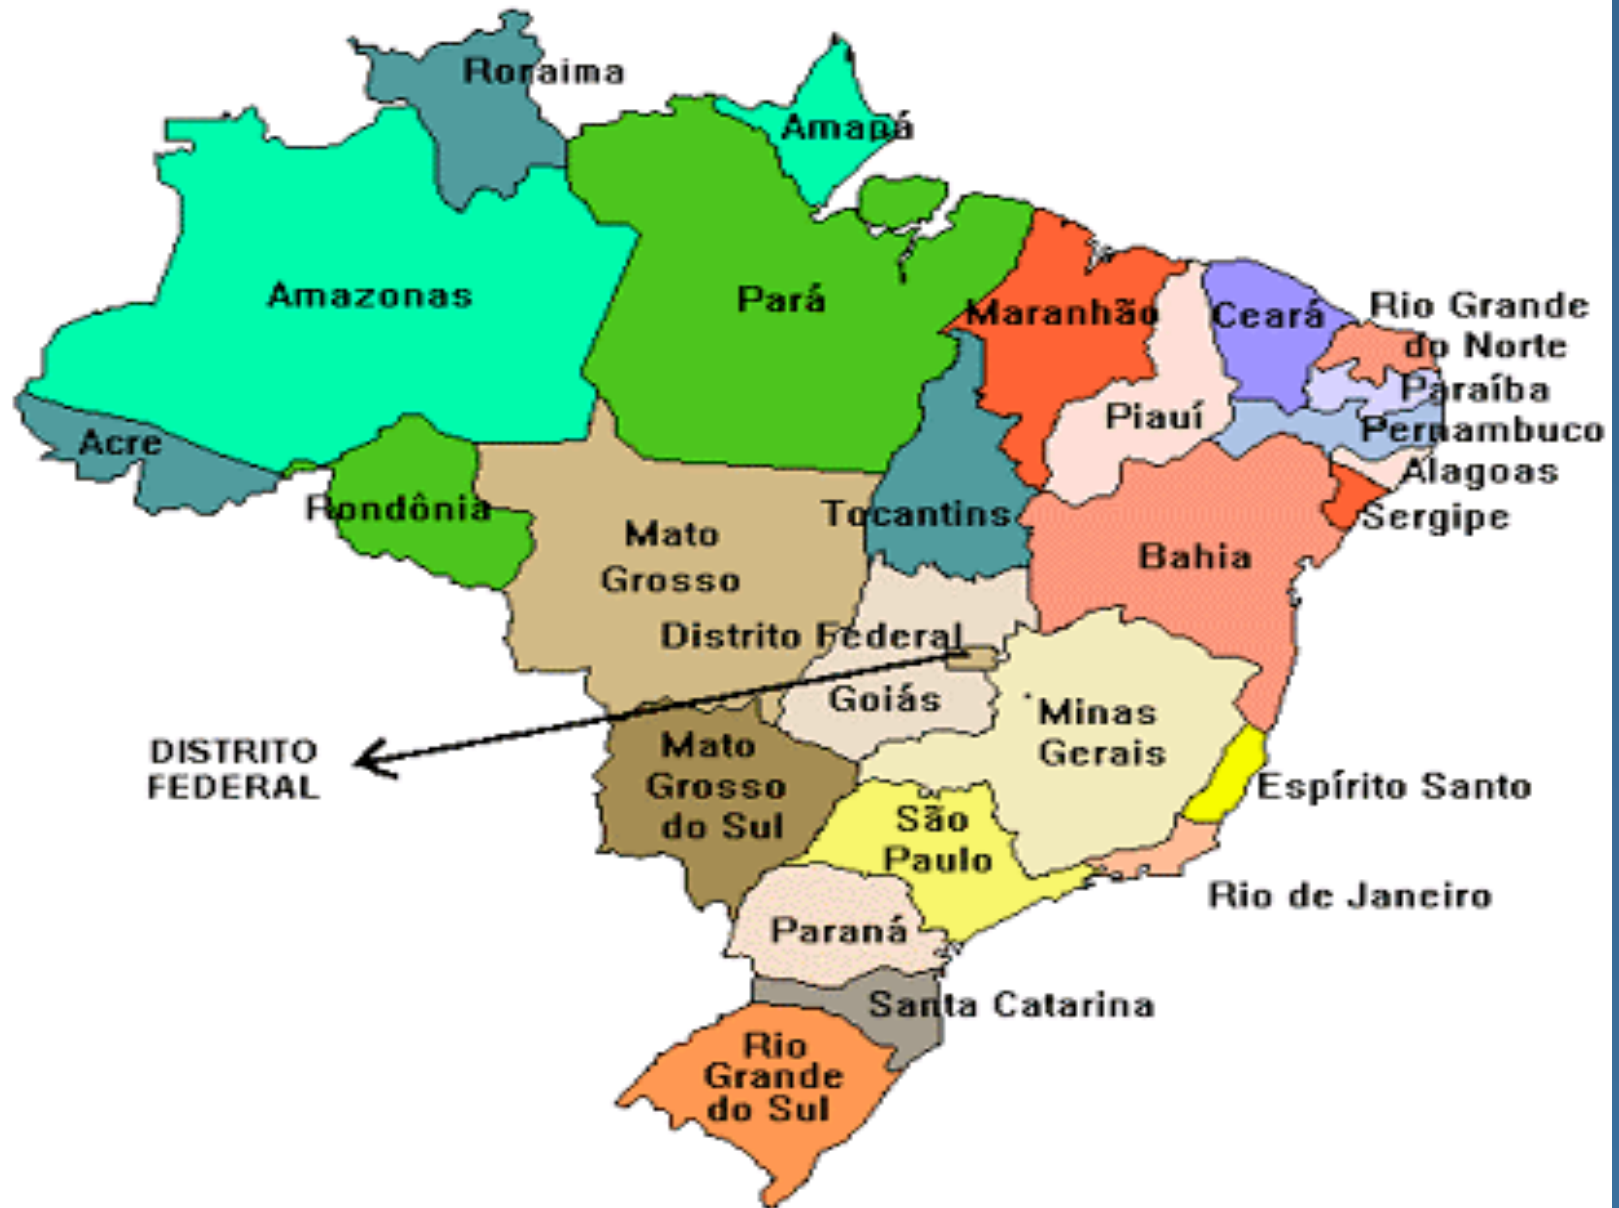 Roraima
Amapá
Amazonas
Pará
Maranhão
Ceará
Rio Grande
do Norte
Paraíba
Piauí
Pernambuco
Acre
Alagoas
Rondônia
Tocantins
Sergipe
Mato
Grosso
Bahia
Distrito Federal
Goiás
Minas
Gerais
DISTRITO
FEDERAL
Mato
Grosso
do Sul
Espírito Santo
São
Paulo
Rio de Janeiro
Paraná
Santa Catarina
Rio
Grande
do Sul